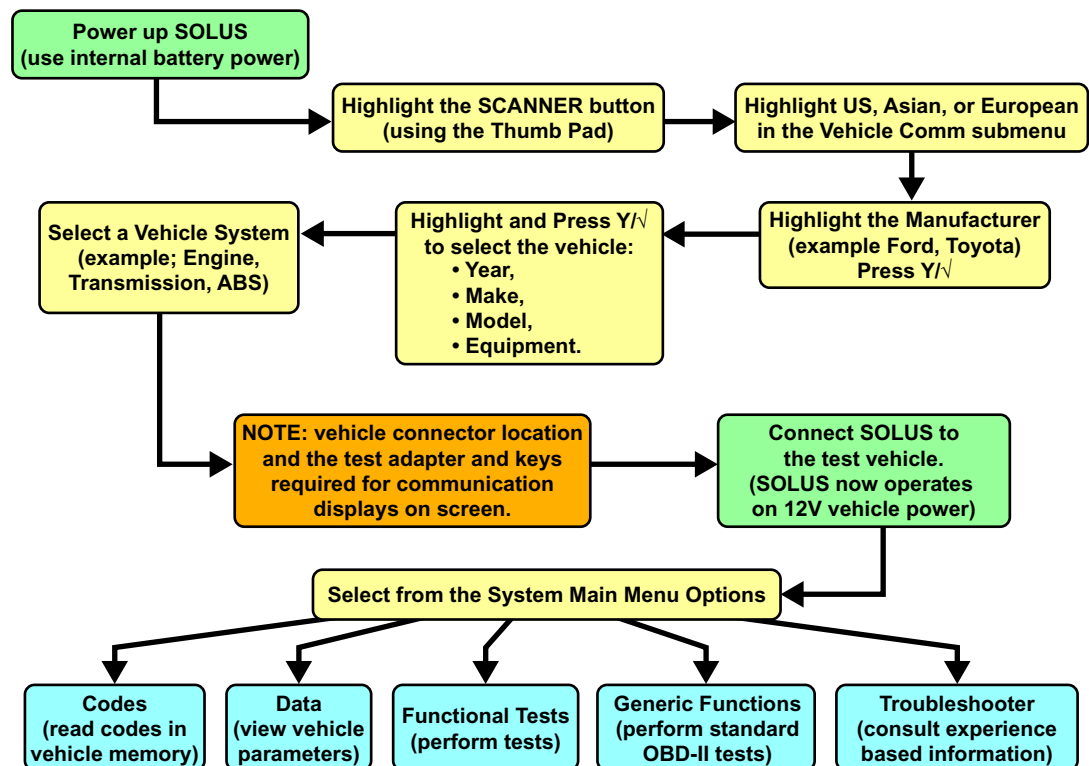 Power up SOLUS
(use internal battery power)
Highlight the SCANNER button
(using the Thumb Pad)
Highlight US, Asian, or European
in the Vehicle Comm submenu
Highlight the Manufacturer
(example Ford, Toyota)
Press Y/√
Highlight and Press Y/√
to select the vehicle:
• Year,
• Make,
• Model,
• Equipment.
Select a Vehicle System
(example; Engine,
Transmission, ABS)
NOTE: vehicle connector location
and the test adapter and keys
required for communication
displays on screen.
Connect SOLUS to
the test vehicle.
(SOLUS now operates
on 12V vehicle power)
Select from the System Main Menu Options
Codes
(read codes in
vehicle memory)
Data
(view vehicle
parameters)
Functional Tests
(perform tests)
Generic Functions
(perform standard
OBD-II tests)
Troubleshooter
(consult experience
based information)